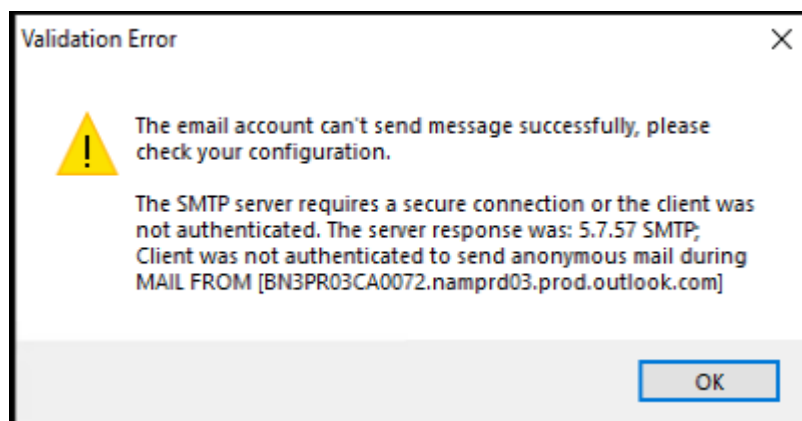 Validation Error
The email account can't send message successfully, please
check your configuration.
The SMTP server requires a secure connection or the client was
not authenticated. The server response was: 5.7.57 SMTP;
Client was not authenticated to send anonymous mail during
MAIL FROM [BN3PR03CA0072.namprd03.prod.outlook.com]
OK